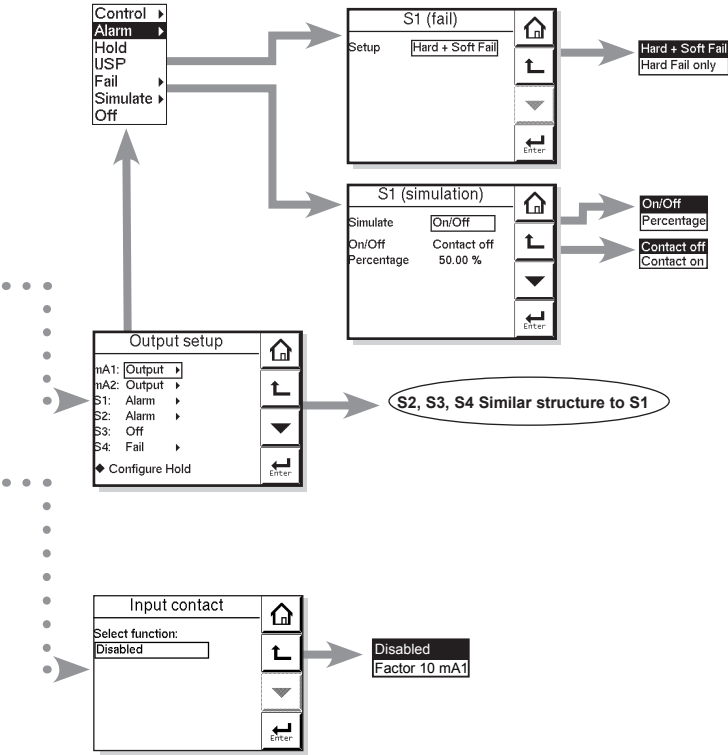 Control
Alarm
Hold
USP
Fail
Simulate
Off
S1 (fail)
Setup Hard + Soft Fail
Enter
Hard + Soft Fail
Hard Fail only
S1 (simulation)
Simulate On/Off
On/Off Contact off
Percentage 50.00 %
Enter
On/Off
Percentage
Contact off
Contact on
Output setup
mA1: Output
mA2: Output
S1: Alarm
S2: Alarm
S3: Off
S4: Fail
◆ Configure Hold
Enter
S2, S3, S4 Similar structure to S1
Input contact
Select function:
Disabled
Enter
Disabled
Factor 10 mA1